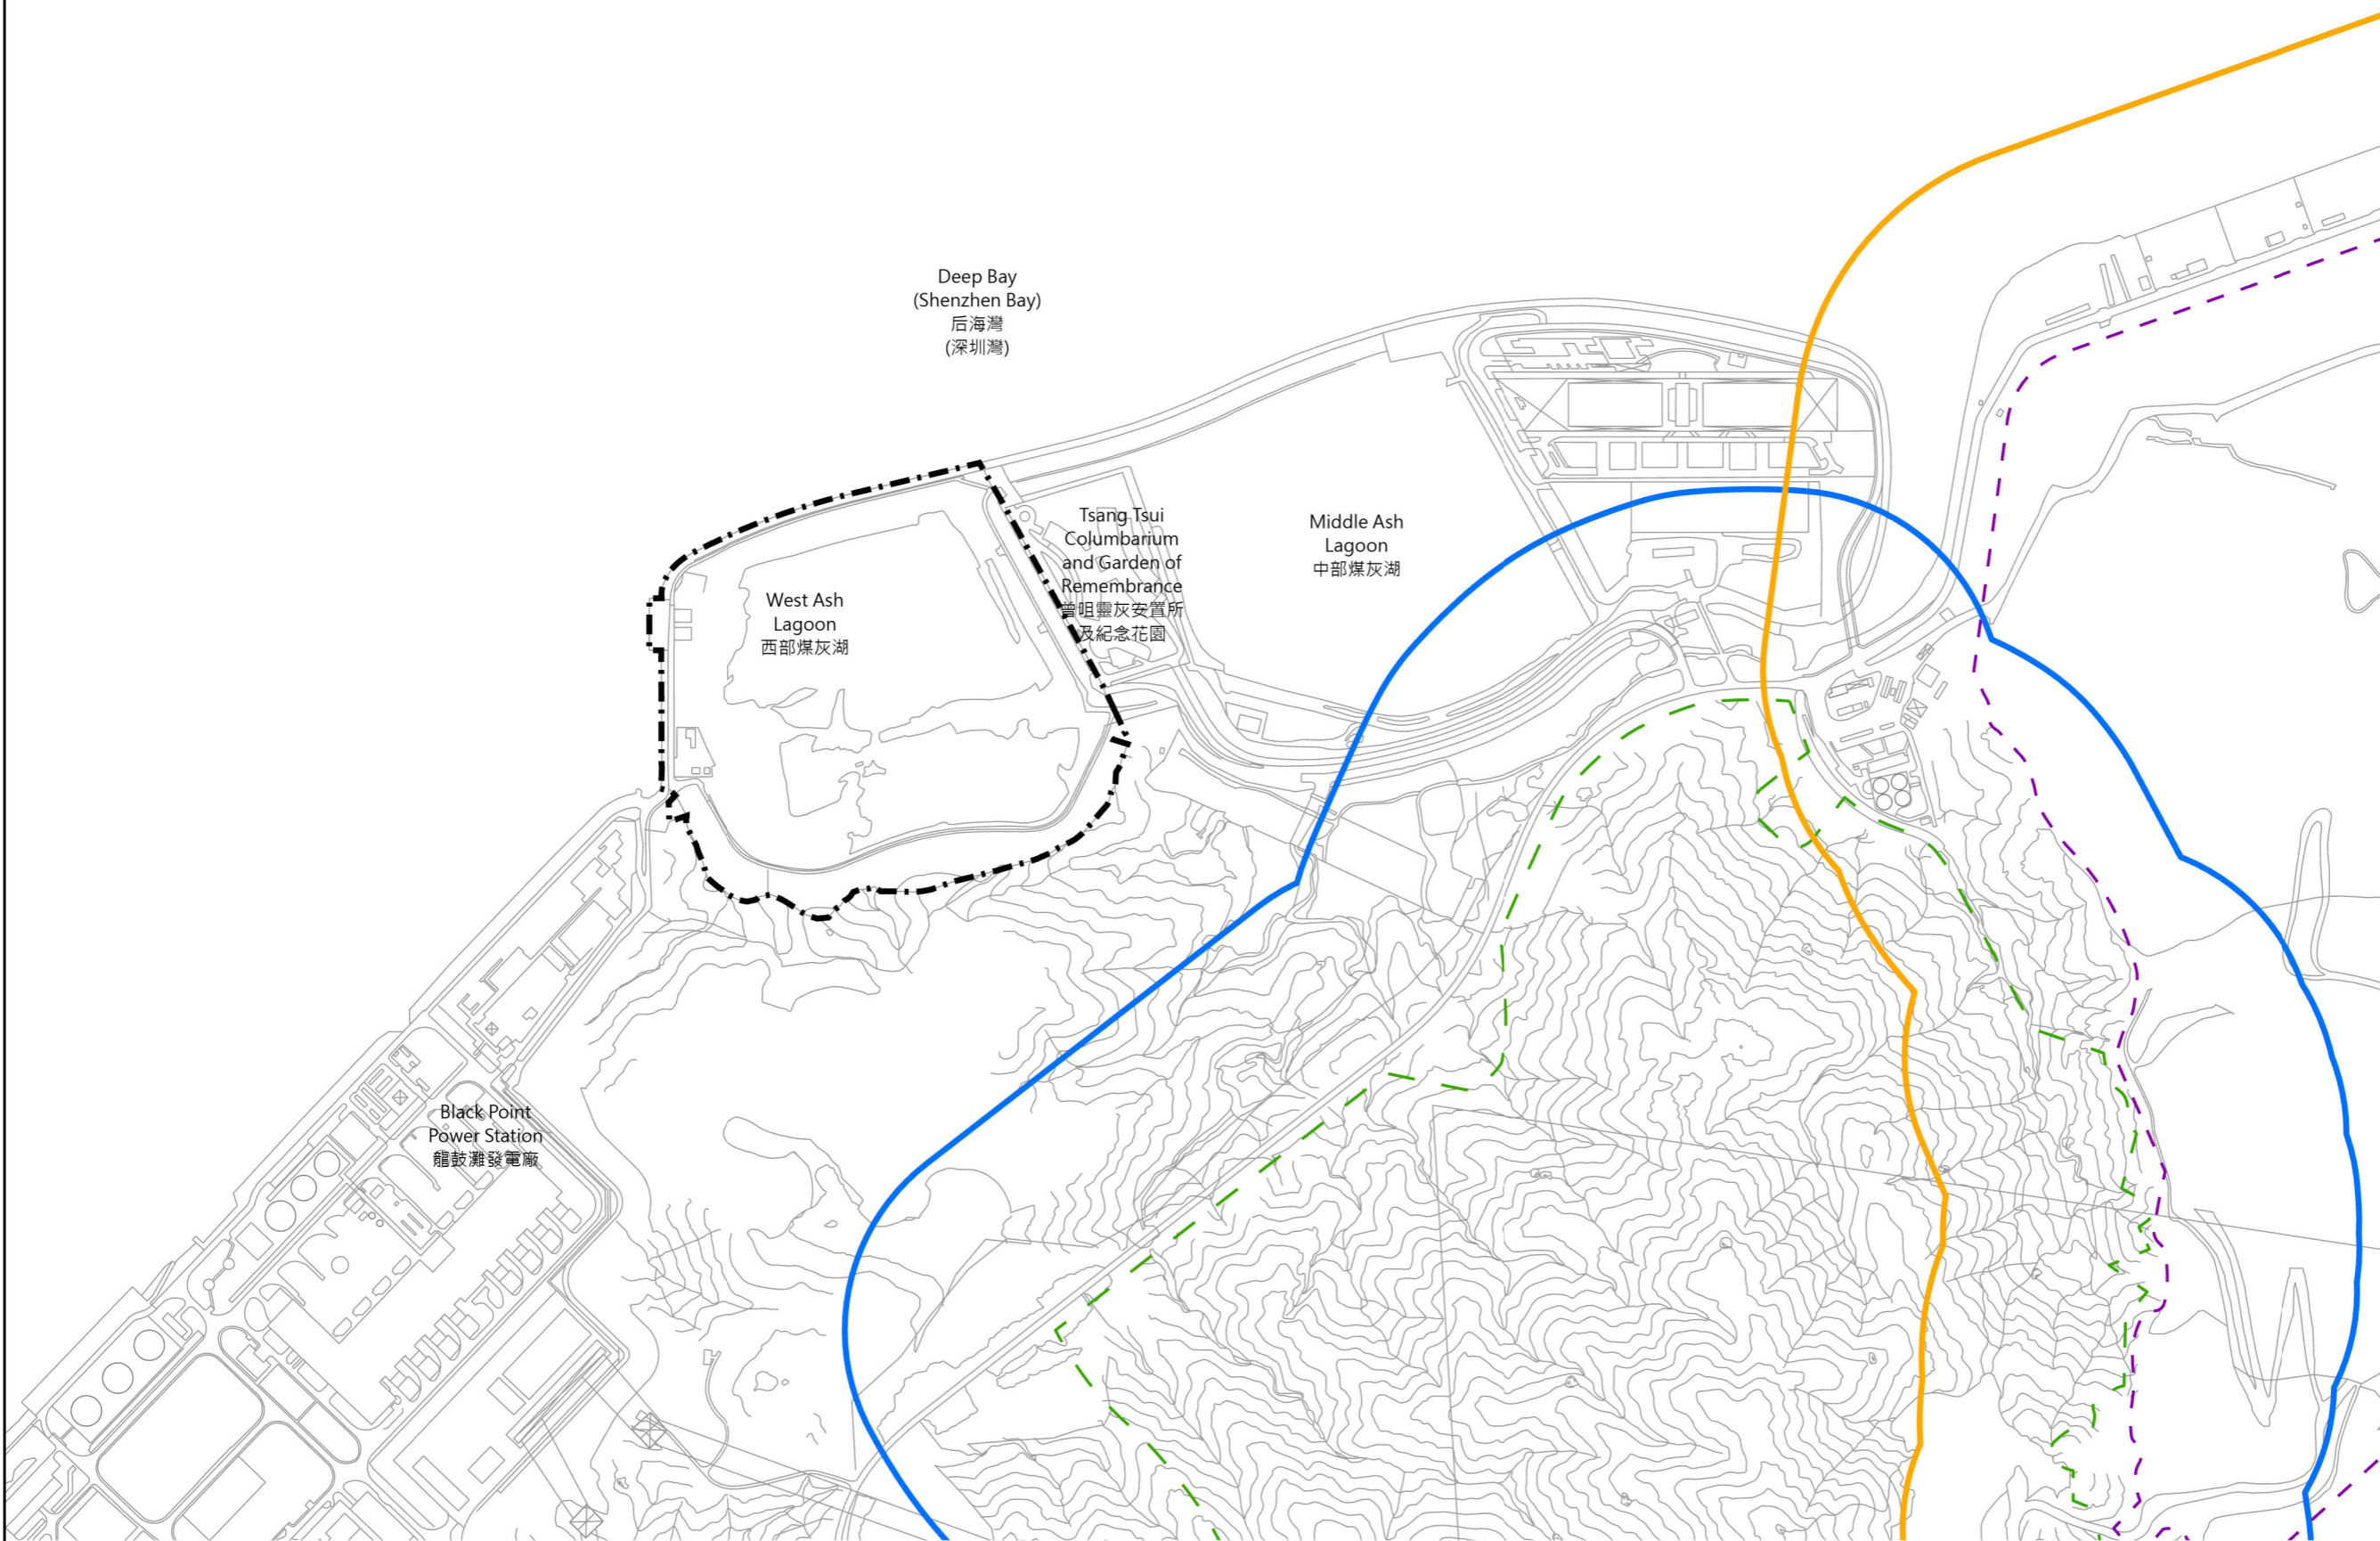 Deep Bay
(Shenzhen Bay)
后海灣
(深圳灣)
Tsang Tsui
Columbarium
and Garden of
Remembrance
曾咀靈灰安置所
及紀念花園
Middle Ash
Lagoon
中部煤灰湖
West Ash
Lagoon
西部煤灰湖
Black Point
Power Station
龍鼓灘發電廠